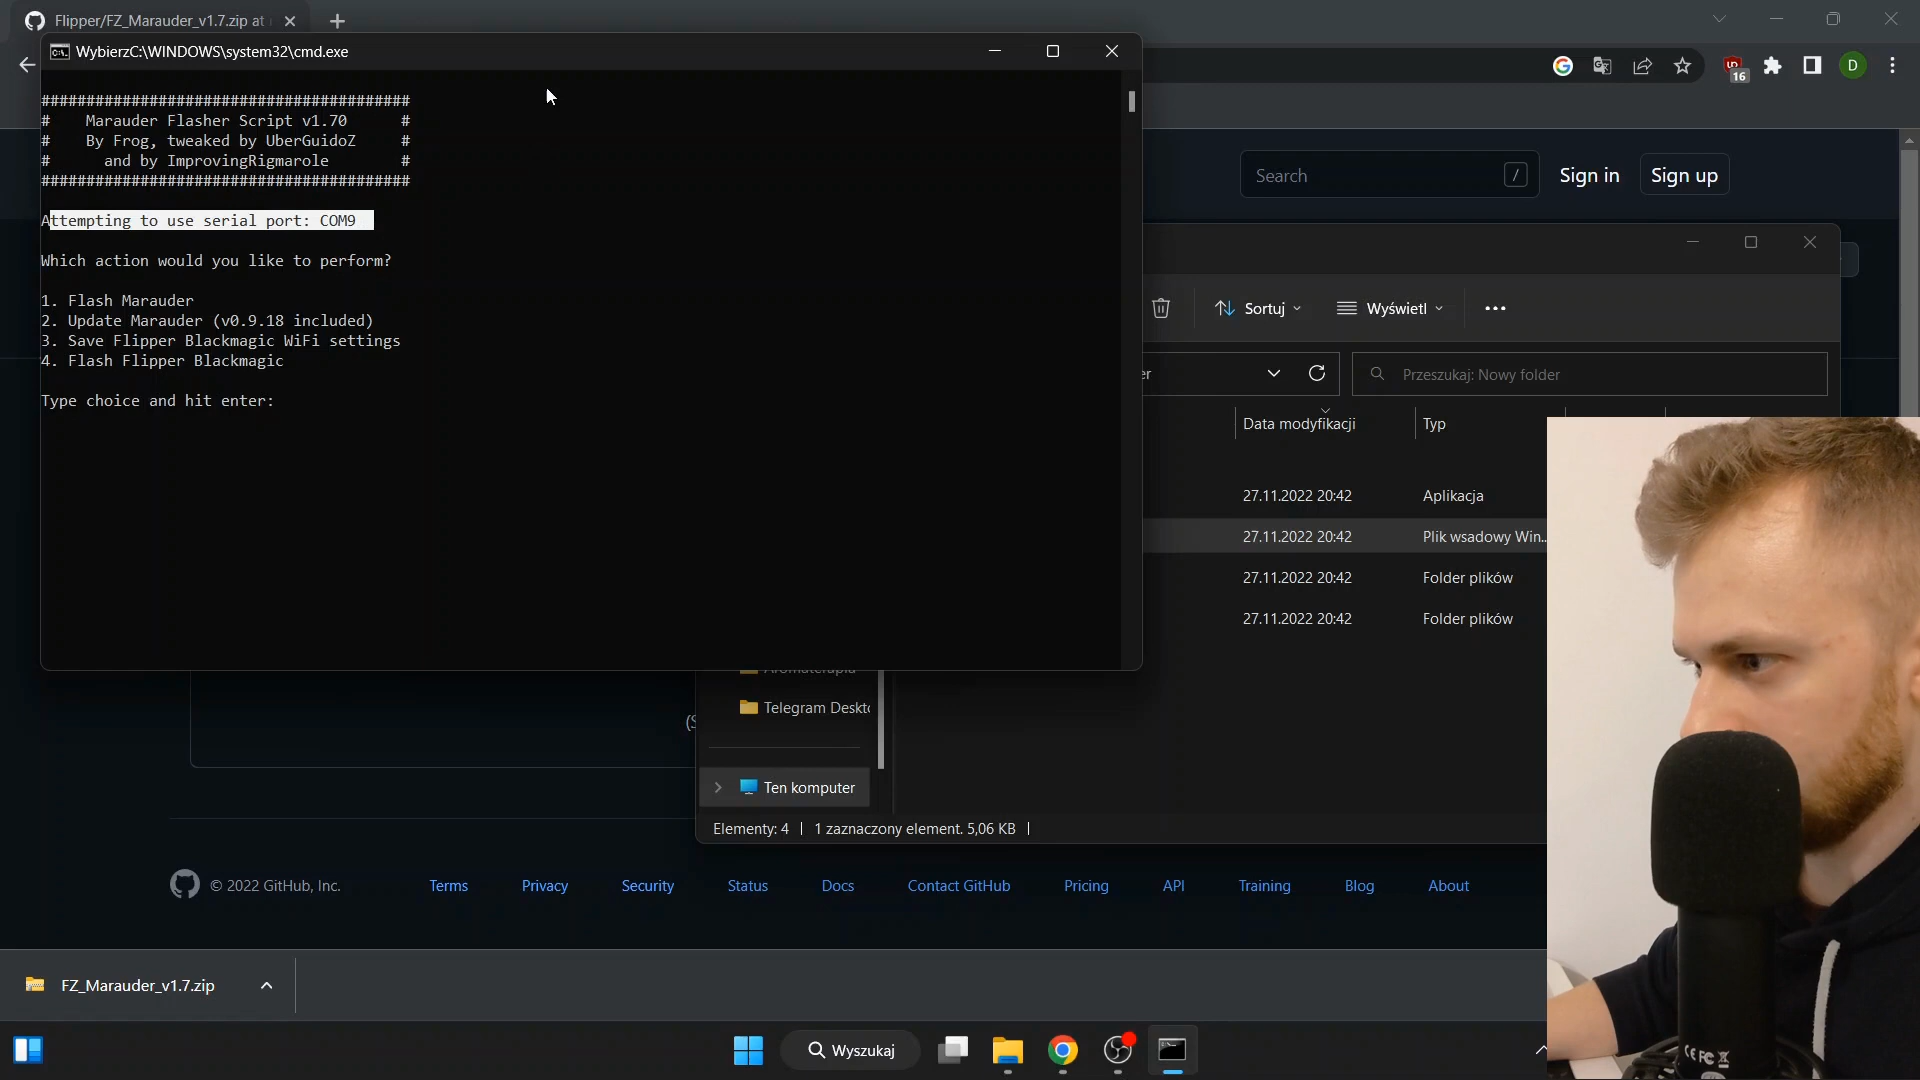 Flipper/FZ_Marauder_v1.7.zip at
WybierzC:\WINDOWS\system32\cmd.exe
16
D
#########################################
# Marauder Flasher Script v1.70 #
# By Frog, tweaked by UberGuidoZ #
# and by ImprovingRigmarole #
#########################################
Attempting to use serial port: COM9
Which action would you like to perform?
1. Flash Marauder
2. Update Marauder (v0.9.18 included)
3. Save Flipper Blackmagic WiFi settings
4. Flash Flipper Blackmagic
Type choice and hit enter:
Search /
Sign in
Sign up
Sortuj
Wyświetl
er
Przeszukaj: Nowy folder
Data modyfikacji
Typ
27.11.2022 20:42 Aplikacja
27.11.2022 20:42 Plik wsadowy Win...
27.11.2022 20:42 Folder plików
27.11.2022 20:42 Folder plików
Aromaterapia
Telegram Deskto
Ten komputer
Elementy: 4
1 zaznaczony element. 5,06 KB
© 2022 GitHub, Inc.
Terms
Privacy
Security
Status
Docs
Contact GitHub
Pricing
API
Training
Blog
About
FZ_Marauder_v1.7.zip
Wyszukaj
CE FC